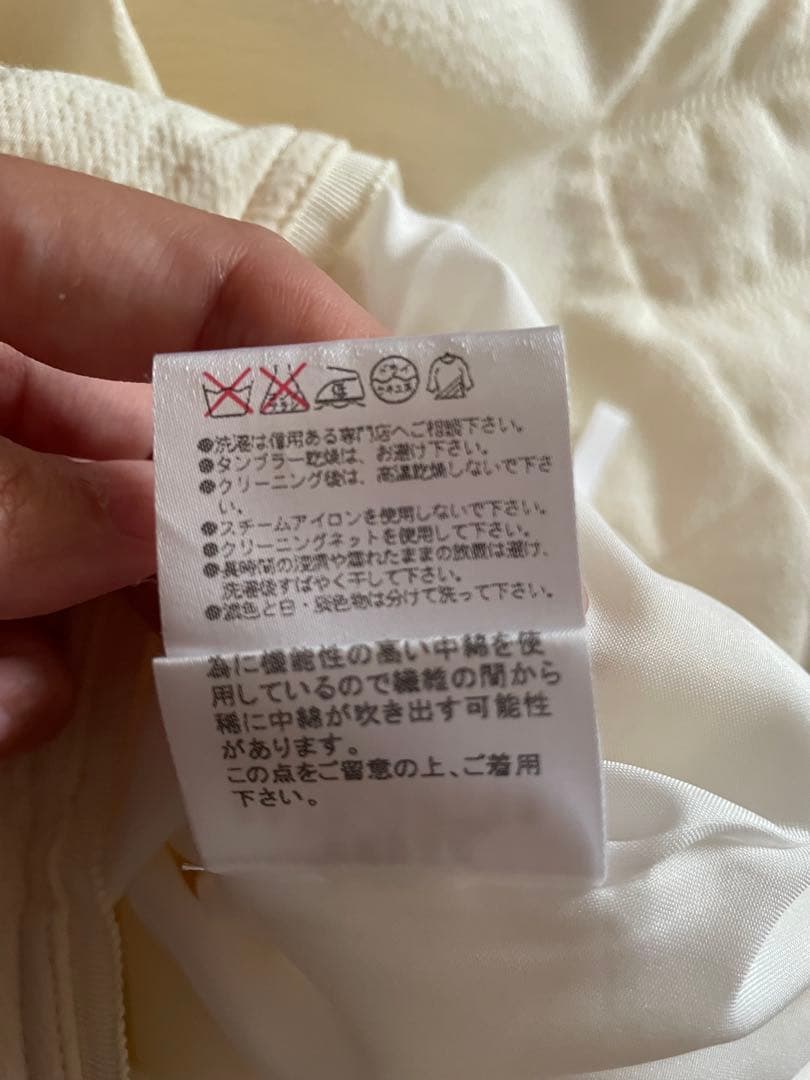 低
ドライ
●洗濯は信用ある専門店へご相談下さい。
●タンブラー乾燥は、お避け下さい。
●クリーニング後は、高温乾燥しないで下さ
い。
●スチームアイロンを使用しないで下さい。
●クリーニングネットを使用して下さい。
●長時間の浸漬や濡れたままの放置は避け、
洗濯後すばやく干して下さい。
●濃色と白・淡色物は分けて洗って下さい。
為に機能性の高い中綿を使
用しているので繊維の間から
稀に中綿が吹き出す可能性
があります。
この点をご留意の上、ご着用
下さい。